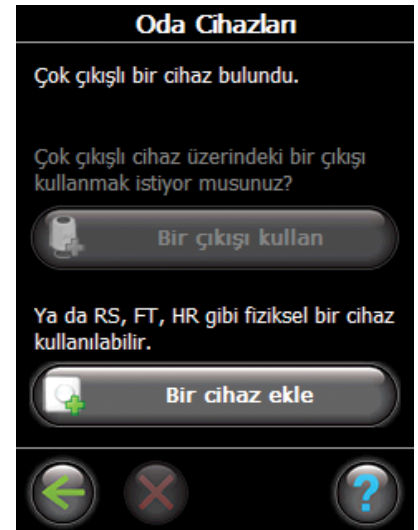 Oda Cihazları
Çok çıkışlı bir cihaz bulundu.
Çok çıkışlı cihaz üzerindeki bir çıkışı
kullanmak istiyor musunuz?
Bir çıkışı kullan
Ya da RS, FT, HR gibi fiziksel bir cihaz
kullanılabilir.
Bir cihaz ekle
?